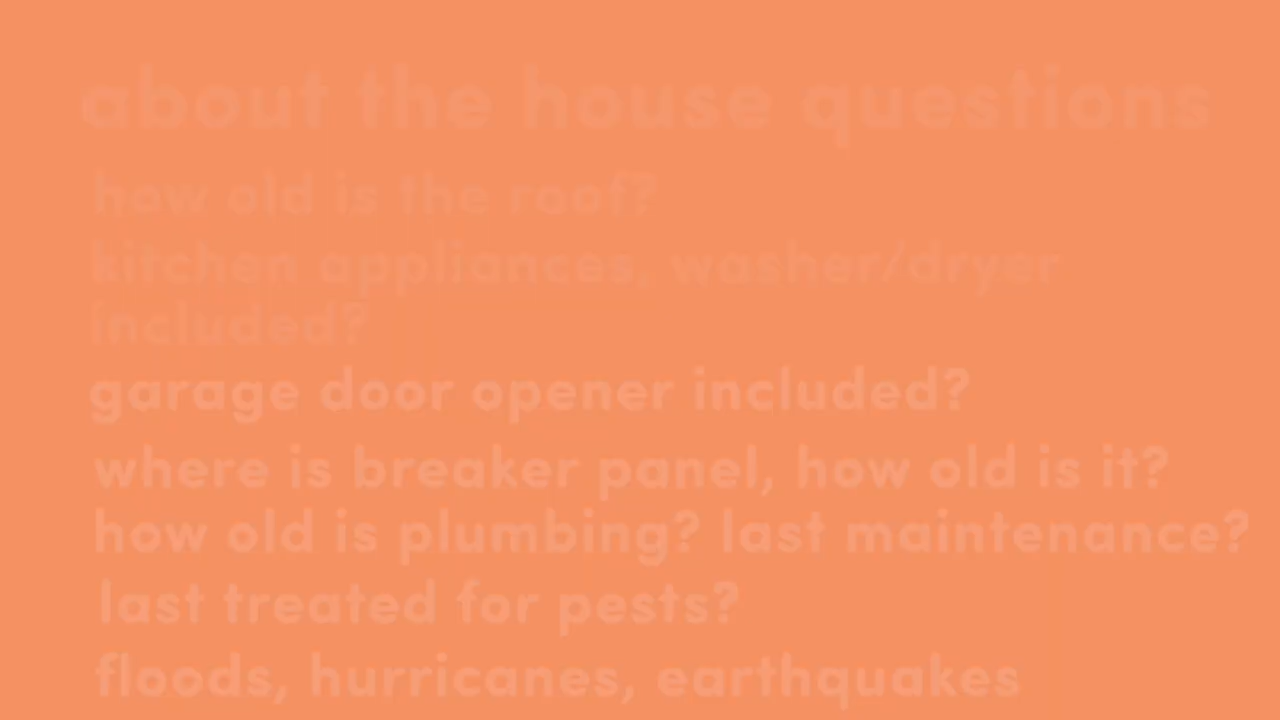 about the house questions
how old is the roof?
kitchen appliances, washer/dryer
included?
garage door opener included?
where is breaker panel, how old is it?
how old is plumbing? last maintenance?
last treated for pests?
floods, hurricanes, earthquakes